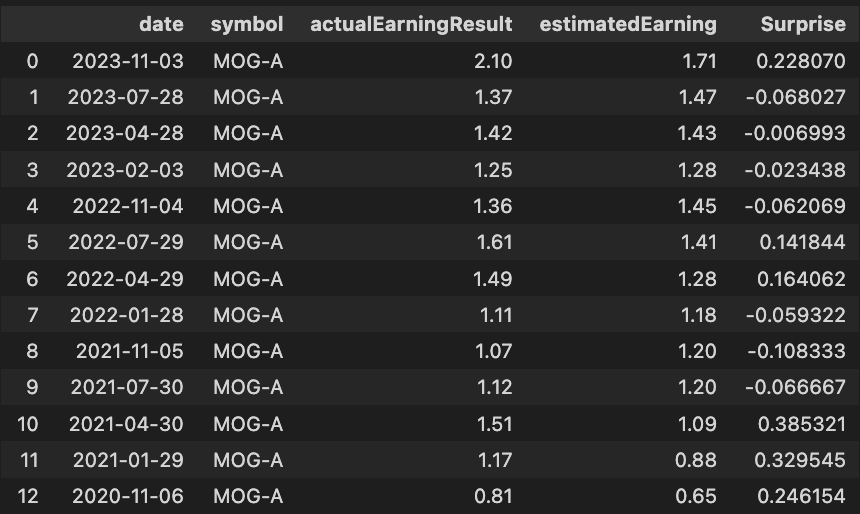 date symbol actualEarningResult estimatedEarning Surprise
0 2023-11-03 MOG-A 2.10 1.71 0.228070
1 2023-07-28 MOG-A 1.37 1.47 -0.068027
2 2023-04-28 MOG-A 1.42 1.43 -0.006993
3 2023-02-03 MOG-A 1.25 1.28 -0.023438
4 2022-11-04 MOG-A 1.36 1.45 -0.062069
5 2022-07-29 MOG-A 1.61 1.41 0.141844
6 2022-04-29 MOG-A 1.49 1.28 0.164062
7 2022-01-28 MOG-A 1.11 1.18 -0.059322
8 2021-11-05 MOG-A 1.07 1.20 -0.108333
9 2021-07-30 MOG-A 1.12 1.20 -0.066667
10 2021-04-30 MOG-A 1.51 1.09 0.385321
11 2021-01-29 MOG-A 1.17 0.88 0.329545
12 2020-11-06 MOG-A 0.81 0.65 0.246154